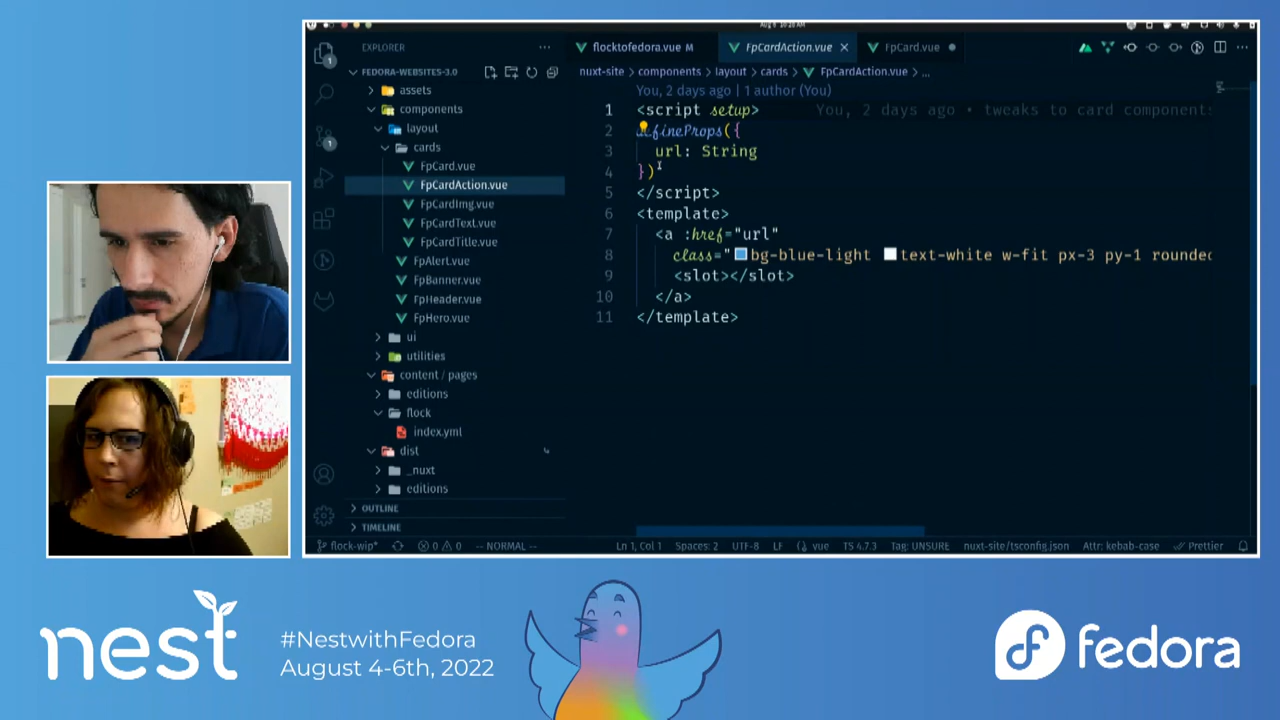 EXPLORER
flocktofedora.vue M
FpCardAction.vue
FpCard.vue
FEDORA-WEBSITES-3.0
nuxt-site › components › layout › cards › FpCardAction.vue › ...
assets
components
layout
cards
FpCard.vue
FpCardAction.vue
FpCardImg.vue
FpCardText.vue
FpCardTitle.vue
FpAlert.vue
FpBanner.vue
FpHeader.vue
FpHero.vue
ui
utilities
content / pages
editions
flock
index.yml
dist
_nuxt
editions
OUTLINE
TIMELINE
You, 2 days ago | 1 author (You)
1 <script setup> You, 2 days ago • tweaks to card components
2 defineProps({
3 url: String
4 })
5 </script>
6 <template>
7 <a :href="url"
8 class="bg-blue-light text-white w-fit px-3 py-1 rounded
9 <slot></slot>
10 </a>
11 </template>
flock-wip* 0 0 -- NORMAL -- Ln 1, Col 1 Spaces: 2 UTF-8 LF vue TS 4.7.3 Tag: UNSURE nuxt-site/tsconfig.json Attr: kebab-case Prettier
nest
#NestwithFedora
August 4-6th, 2022
fedora